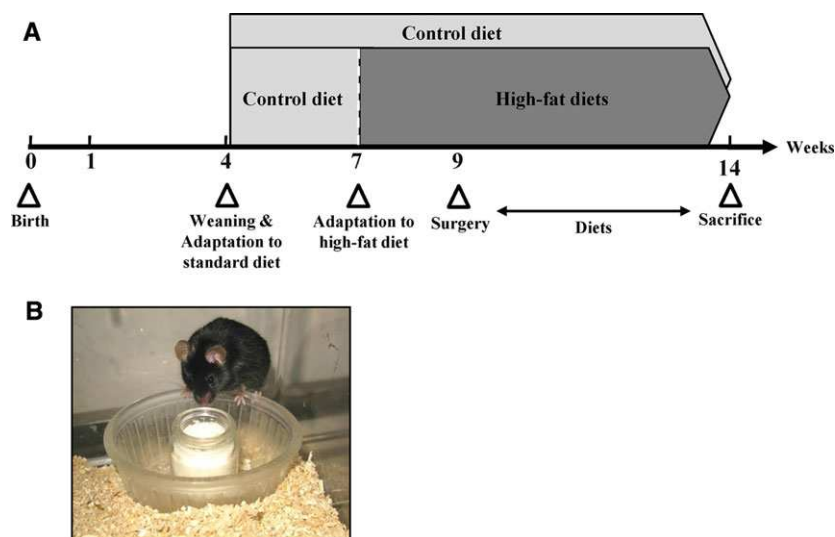 A
Control diet
Control diet
High-fat diets
Weeks
0
1
4
7
9
14
Birth
Weaning &
Adaptation to
standard diet
Adaptation to
high-fat diet
Surgery
Diets
Sacrifice
B